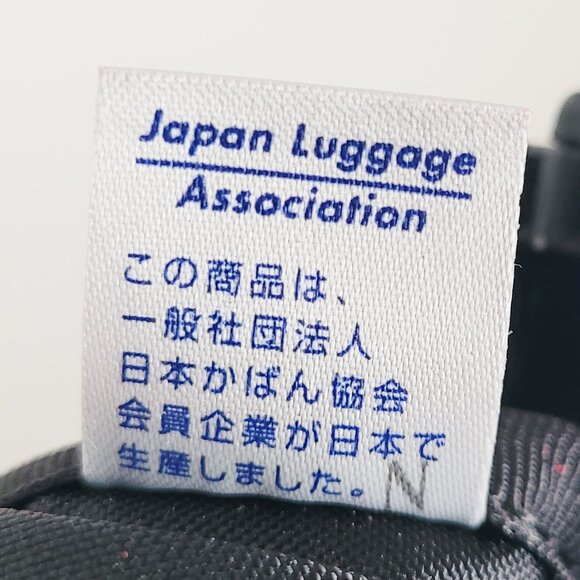 Japan Luggage
Association
この商品は、
一般社団法人
日本かばん協会
会員企業が日本で
生産しました。
N